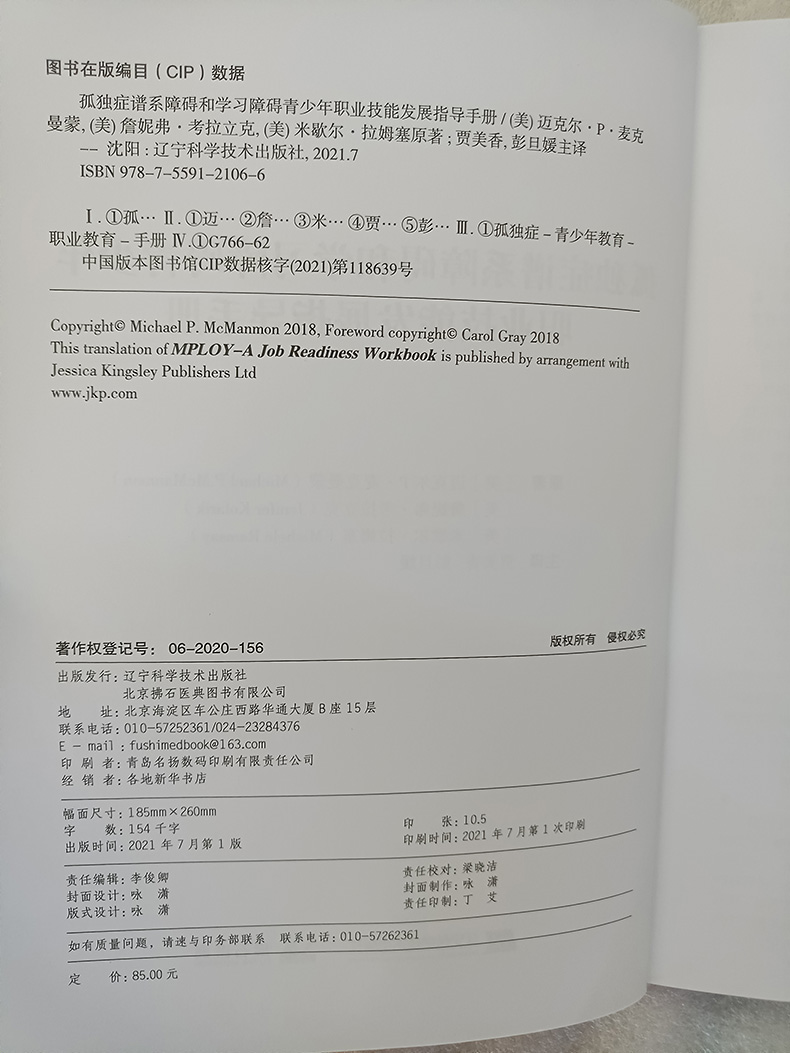 图书在版编目(CIP)数据
孤独症谱系障碍和学习障碍青少年职业技能发展指导手册/(美)迈克尔·P·麦克
曼蒙,(美)詹妮弗·考拉立克,(美)米歇尔·拉姆塞原著;贾美香,彭旦媛主译
-- 沈阳:辽宁科学技术出版社,2021.7
ISBN 978-7-5591-2106-6
Ⅰ.①孤… Ⅱ.①迈… ②詹… ③米… ④贾… ⑤彭… Ⅲ.①孤独症-青少年教育-
职业教育-手册 Ⅳ.①G766-62
中国版本图书馆CIP数据核字(2021)第118639号
Copyright© Michael P. McManmon 2018, Foreword copyright© Carol Gray 2018
This translation of MPLOY-A Job Readiness Workbook is published by arrangement with
Jessica Kingsley Publishers Ltd
www.jkp.com
著作权登记号: 06-2020-156 版权所有 侵权必究
出版发行:辽宁科学技术出版社
北京拂石医典图书有限公司
地 址:北京海淀区车公庄西路华通大厦B座15层
联系电话:010-57252361/024-23284376
E-mail:fushimedbook@163.com
印 刷 者:青岛名扬数码印刷有限责任公司
经 销 者:各地新华书店
幅面尺寸:185mm×260mm
字 数:154千字 印 张:10.5
出版时间:2021年7月第1版 印刷时间:2021年7月第1次印刷
责任编辑:李俊卿 责任校对:梁晓洁
封面设计:咏 潇 封面制作:咏 潇
版式设计:咏 潇 责任印制:丁 艾
如有质量问题,请速与印务部联系 联系电话:010-57262361
定 价:85.00元